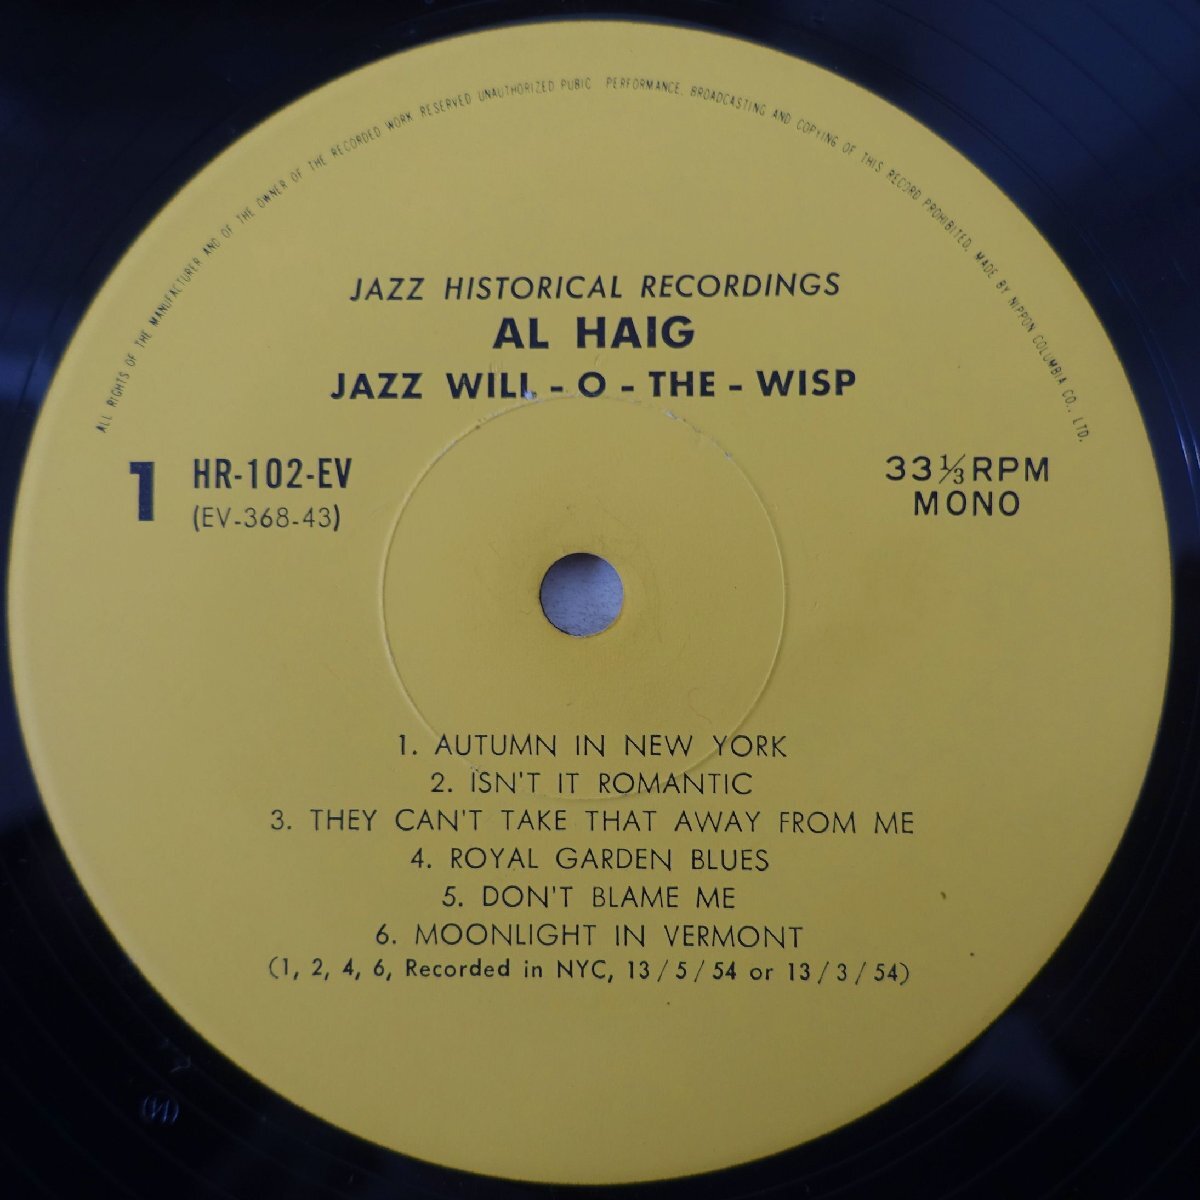 ALL RIGHTS OF THE MANUFACTURER AND OF THE OWNER OF THE RECORDED WORK RESERVED UNAUTHORIZED PUBIC PERFORMANCE. BROADCASTING AND COPYING OF THIS RECORD PROHIBITED. MADE BY NIPPON COLUMBIA CO., LTD.
JAZZ HISTORICAL RECORDINGS
AL HAIG
JAZZ WILL - O - THE - WISP
1 HR-102-EV
(EV-368-43)
33 1/3 RPM
MONO
1. AUTUMN IN NEW YORK
2. ISN'T IT ROMANTIC
3. THEY CAN'T TAKE THAT AWAY FROM ME
4. ROYAL GARDEN BLUES
5. DON'T BLAME ME
6. MOONLIGHT IN VERMONT
(1, 2, 4, 6, Recorded in NYC, 13/5/54 or 13/3/54)